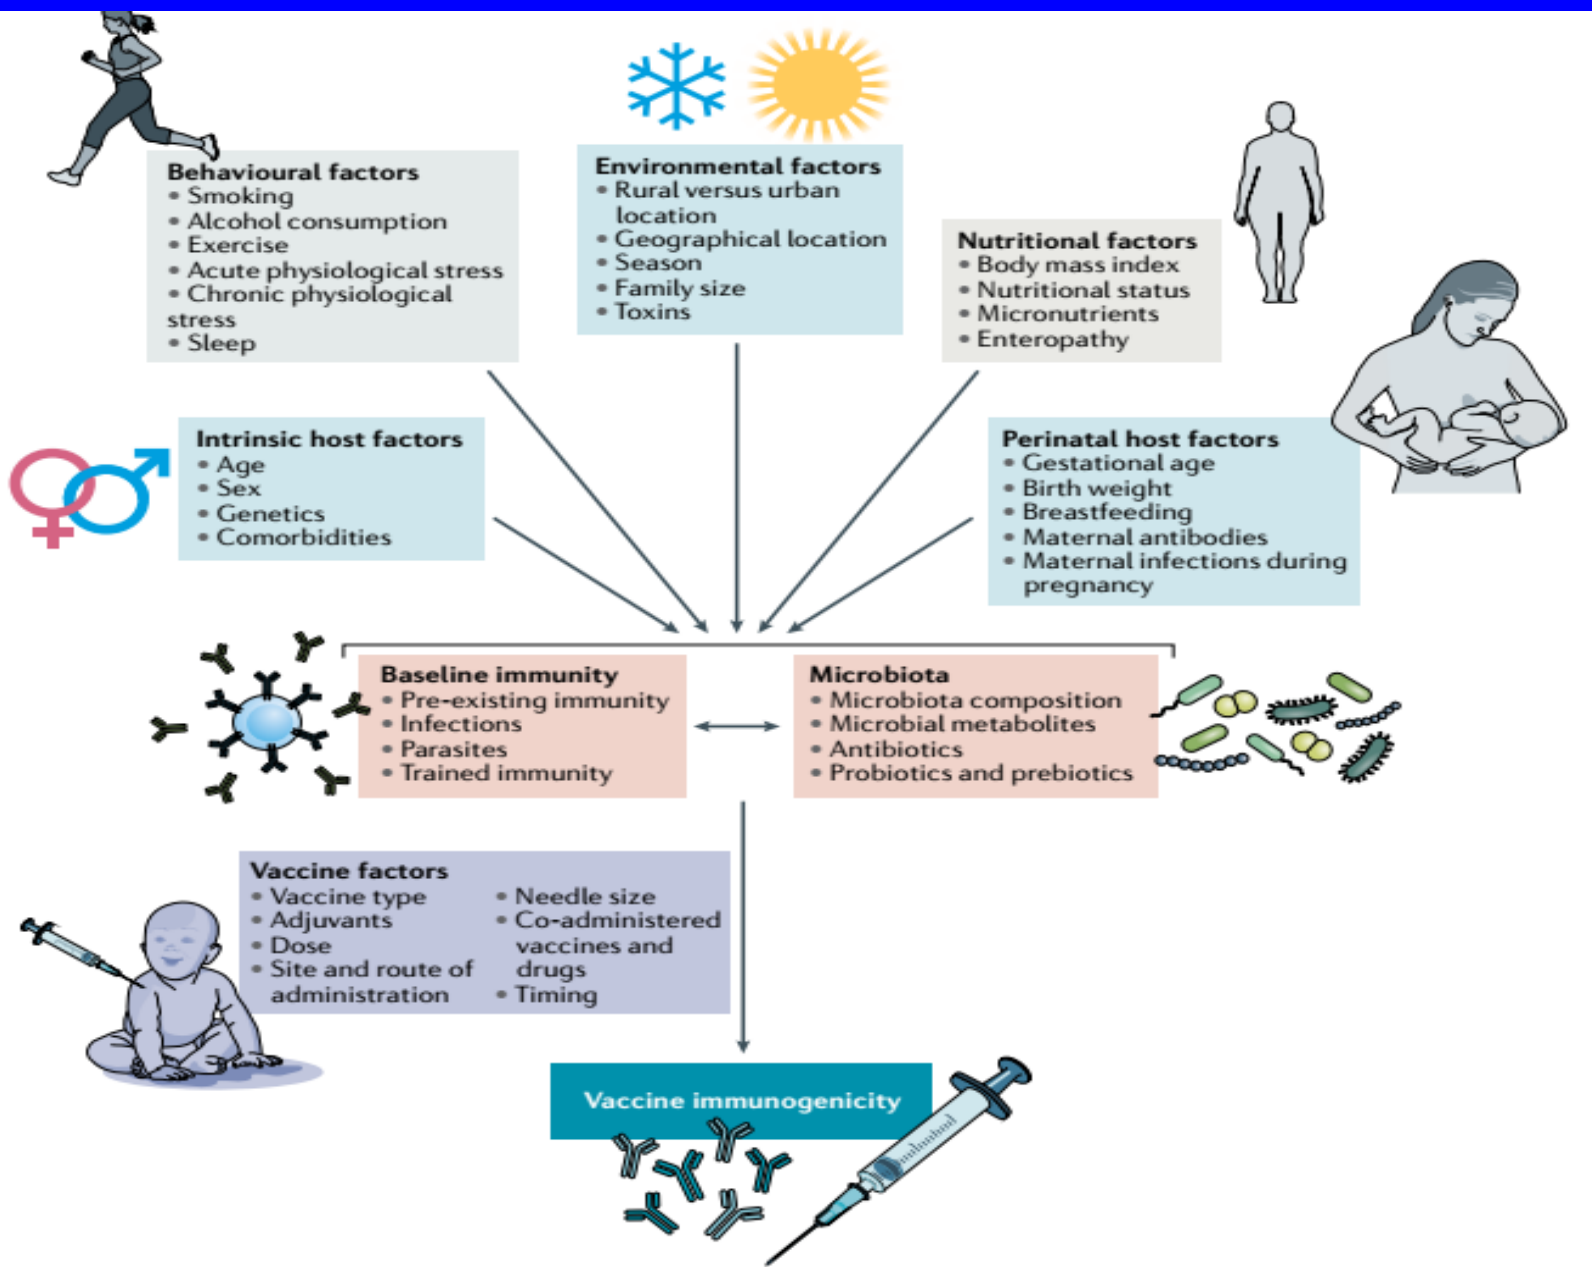 Behavioural factors
• Smoking
• Alcohol consumption
• Exercise
• Acute physiological stress
• Chronic physiological
stress
• Sleep
Environmental factors
• Rural versus urban
location
• Geographical location
• Season
• Family size
• Toxins
Nutritional factors
• Body mass index
• Nutritional status
• Micronutrients
• Enteropathy
Intrinsic host factors
• Age
• Sex
• Genetics
• Comorbidities
Perinatal host factors
• Gestational age
• Birth weight
• Breastfeeding
• Maternal antibodies
• Maternal infections during
pregnancy
Baseline immunity
• Pre-existing immunity
• Infections
• Parasites
• Trained immunity
Microbiota
• Microbiota composition
• Microbial metabolites
• Antibiotics
• Probiotics and prebiotics
Vaccine factors
• Vaccine type
• Adjuvants
• Dose
• Site and route of
administration
• Needle size
• Co-administered
vaccines and
drugs
• Timing
Vaccine immunogenicity